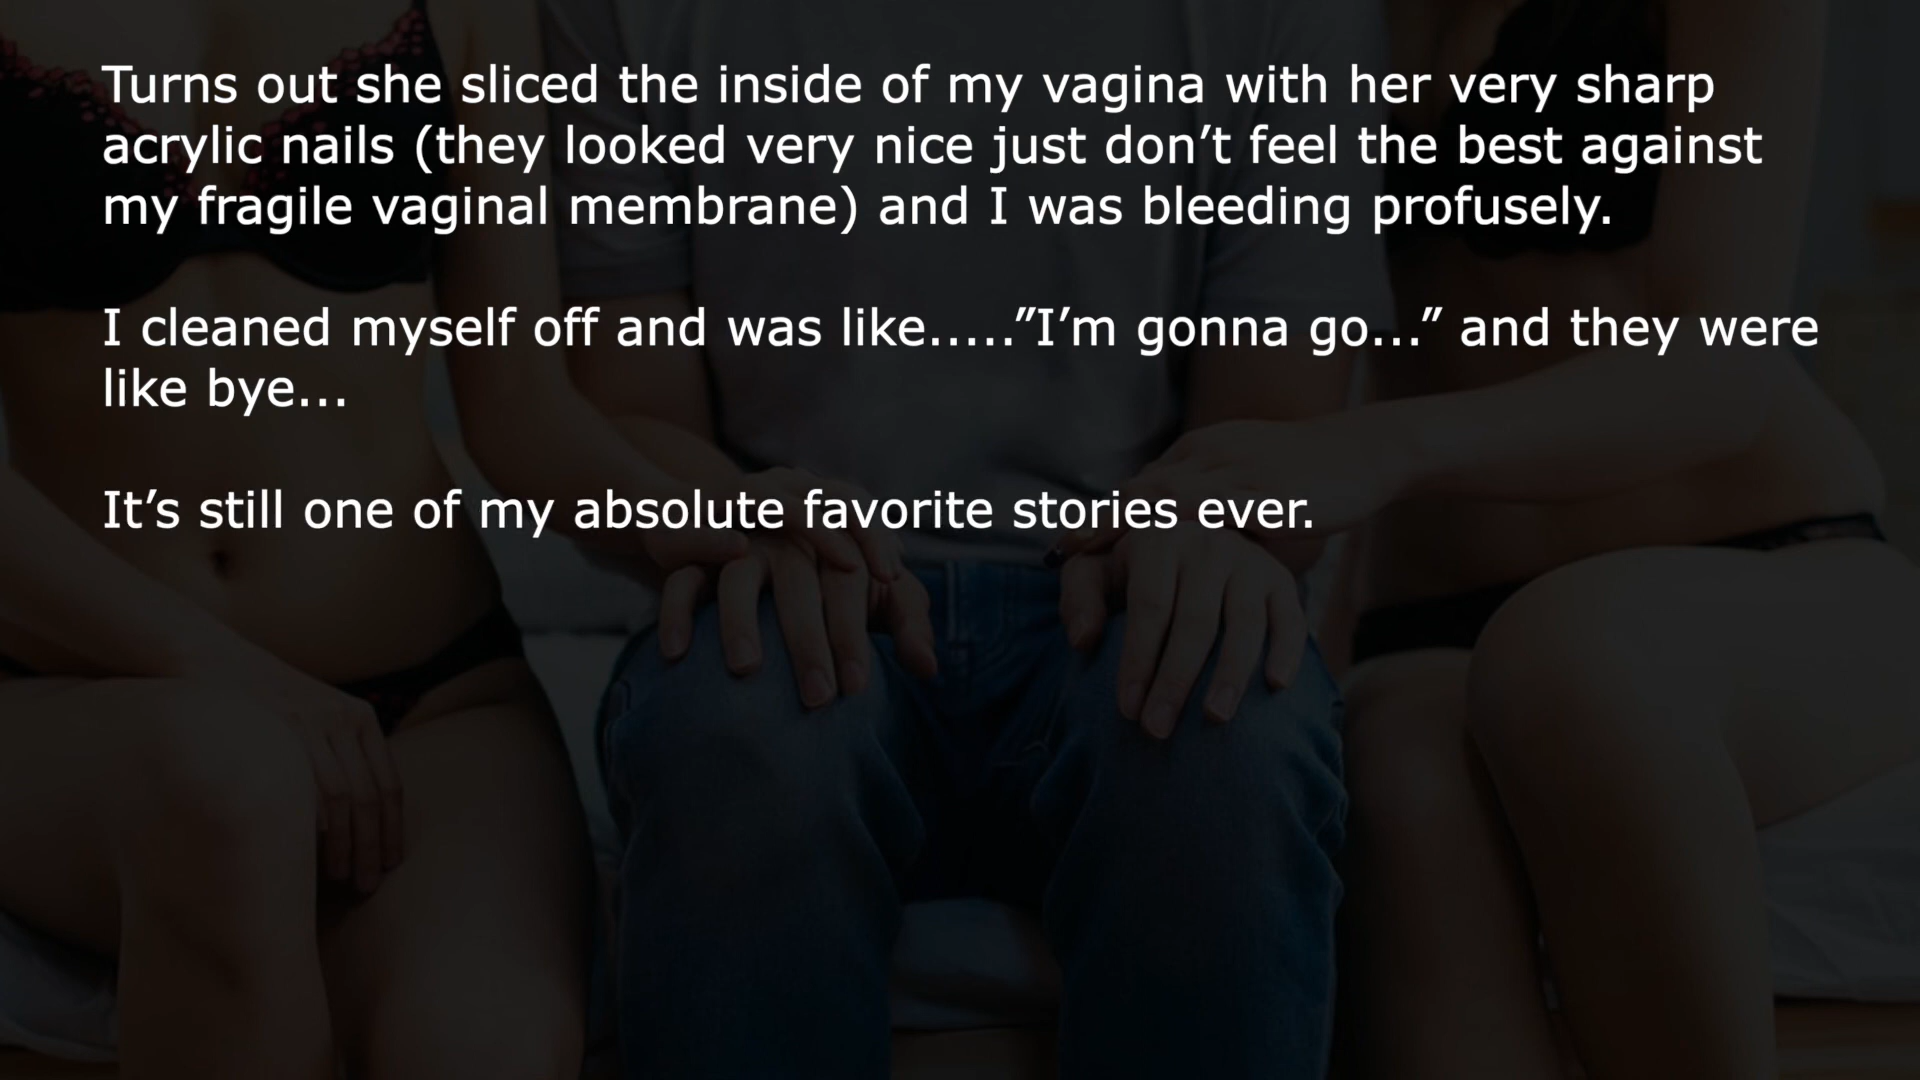 Turns out she sliced the inside of my vagina with her very sharp
acrylic nails (they looked very nice just don’t feel the best against
my fragile vaginal membrane) and I was bleeding profusely.
I cleaned myself off and was like.....”I’m gonna go...” and they were
like bye...
It’s still one of my absolute favorite stories ever.